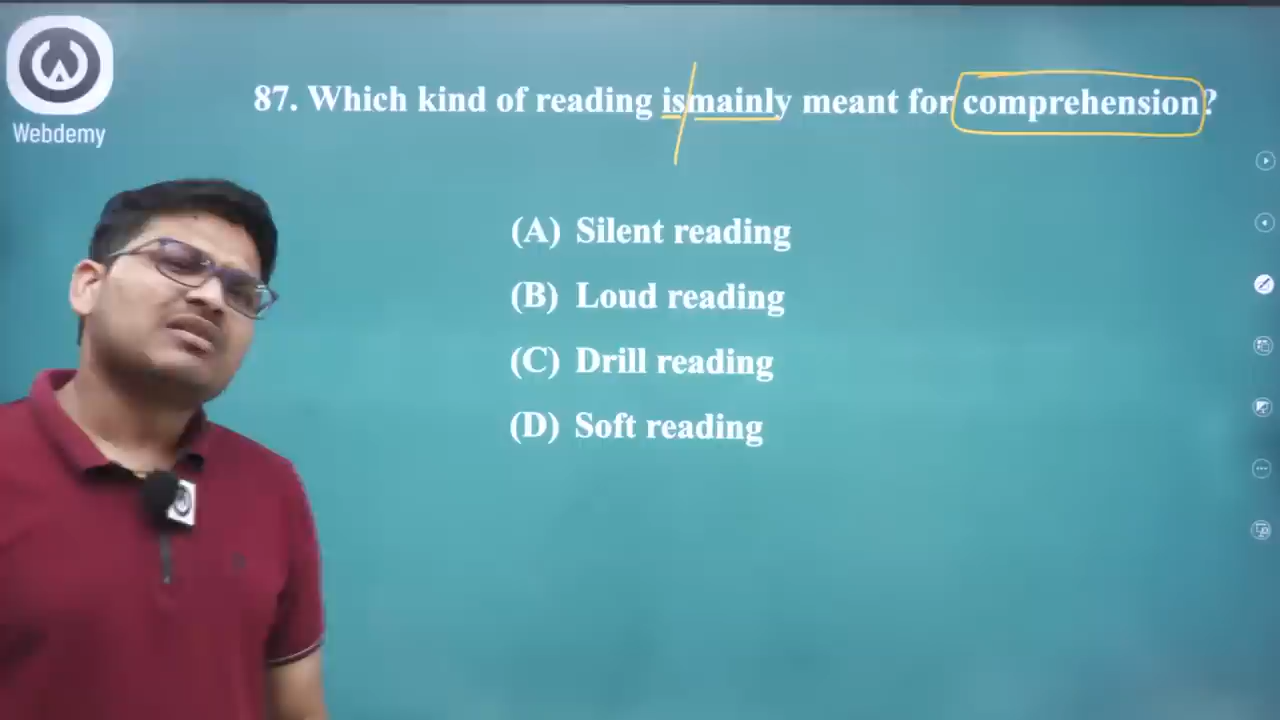 Webdemy
87. Which kind of reading is mainly meant for comprehension?
(A) Silent reading
(B) Loud reading
(C) Drill reading
(D) Soft reading